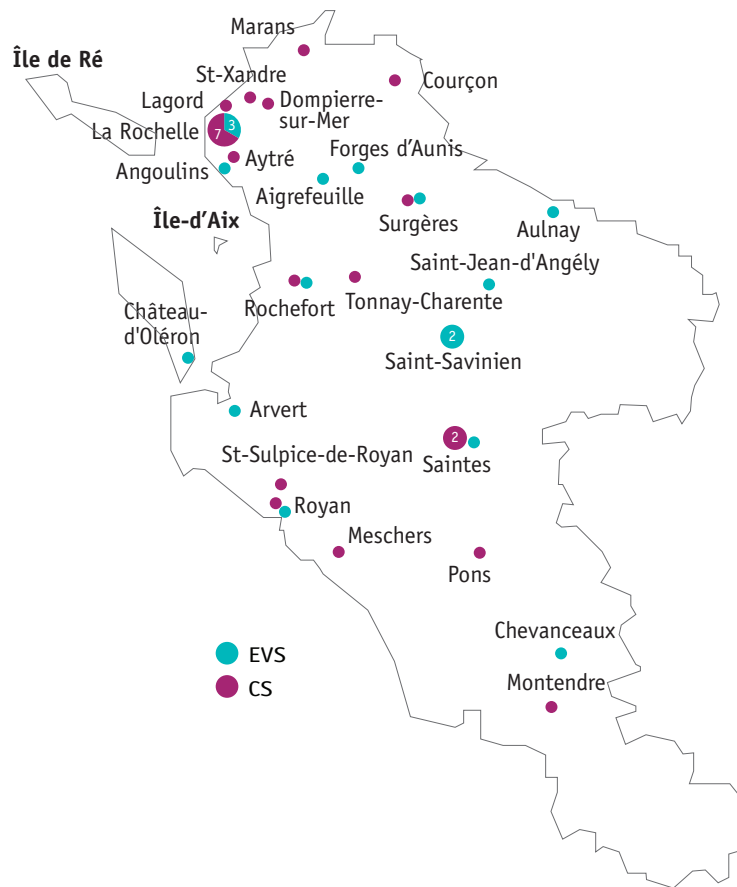 Marans
Île de Ré
St-Xandre
Courçon
Lagord
Dompierre-
sur-Mer
La Rochelle
7
3
Forges d'Aunis
Aytré
Angoulins
Aigrefeuille
Île-d'Aix
Surgères
Aulnay
Saint-Jean-d'Angély
Tonnay-Charente
Rochefort
Château-
d'Oléron
2
Saint-Savinien
Arvert
2
St-Sulpice-de-Royan
Saintes
Royan
Meschers
Pons
Chevanceaux
EVS
Montendre
CS